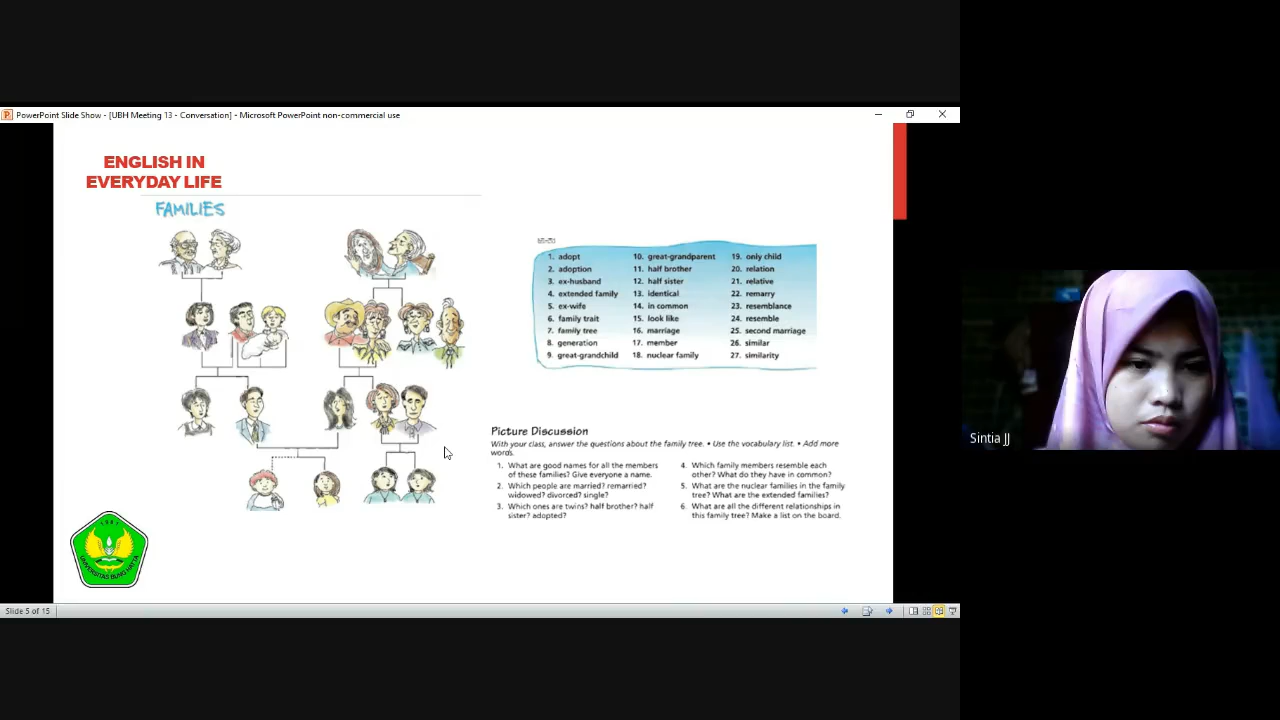 PowerPoint Slide Show - [UBH Meeting 13 - Conversation] - Microsoft PowerPoint non-commercial use
ENGLISH IN
EVERYDAY LIFE
FAMILIES
1. adopt
2. adoption
3. ex-husband
4. extended family
5. ex-wife
6. family trait
7. family tree
8. generation
9. great-grandchild
10. great-grandparent
11. half brother
12. half sister
13. identical
14. in common
15. look like
16. marriage
17. member
18. nuclear family
19. only child
20. relation
21. relative
22. remarry
23. resemblance
24. resemble
25. second marriage
26. similar
27. similarity
Picture Discussion
With your class, answer the questions about the family tree. • Use the vocabulary list. • Add more
words.
1. What are good names for all the members
of these families? Give everyone a name.
2. Which people are married? remarried?
widowed? divorced? single?
3. Which ones are twins? half brother? half
sister? adopted?
4. Which family members resemble each
other? What do they have in common?
5. What are the nuclear families in the family
tree? What are the extended families?
6. What are all the different relationships in
this family tree? Make a list on the board.
1981
UNIVERSITAS BUNG HATTA
Slide 5 of 15
Sintia JJ